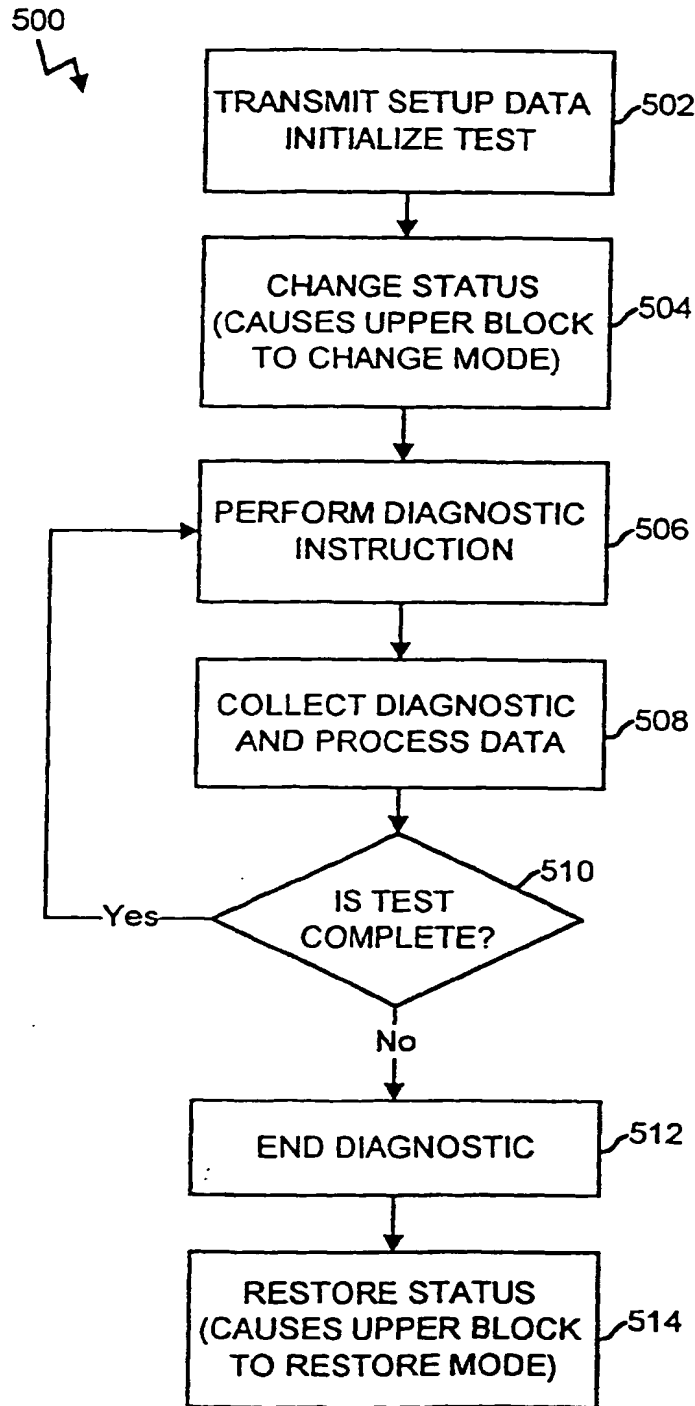 500
TRANSMIT SETUP DATA
INITIALIZE TEST
502
CHANGE STATUS
(CAUSES UPPER BLOCK
TO CHANGE MODE)
504
PERFORM DIAGNOSTIC
INSTRUCTION
506
COLLECT DIAGNOSTIC
AND PROCESS DATA
508
510
IS TEST
COMPLETE?
Yes
No
END DIAGNOSTIC
512
RESTORE STATUS
(CAUSES UPPER BLOCK
TO RESTORE MODE)
514